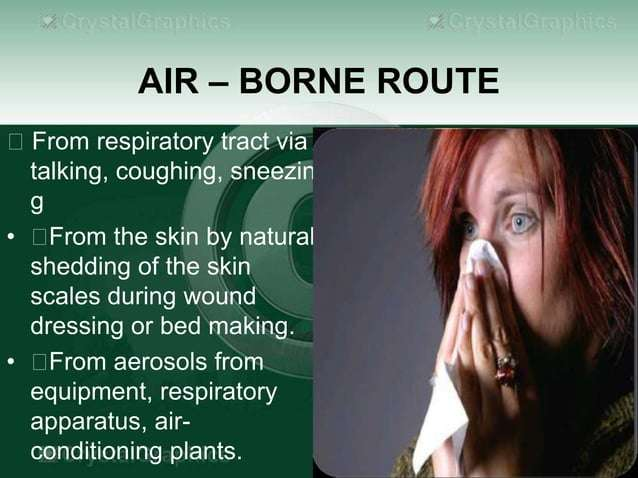 CrystalGraphics CrystalGraphics
AIR – BORNE ROUTE
From respiratory tract via
talking, coughing, sneezin
g
• From the skin by natural
shedding of the skin
scales during wound
dressing or bed making.
• From aerosols from
equipment, respiratory
apparatus, air-
conditioning plants.
CrystalGraphics